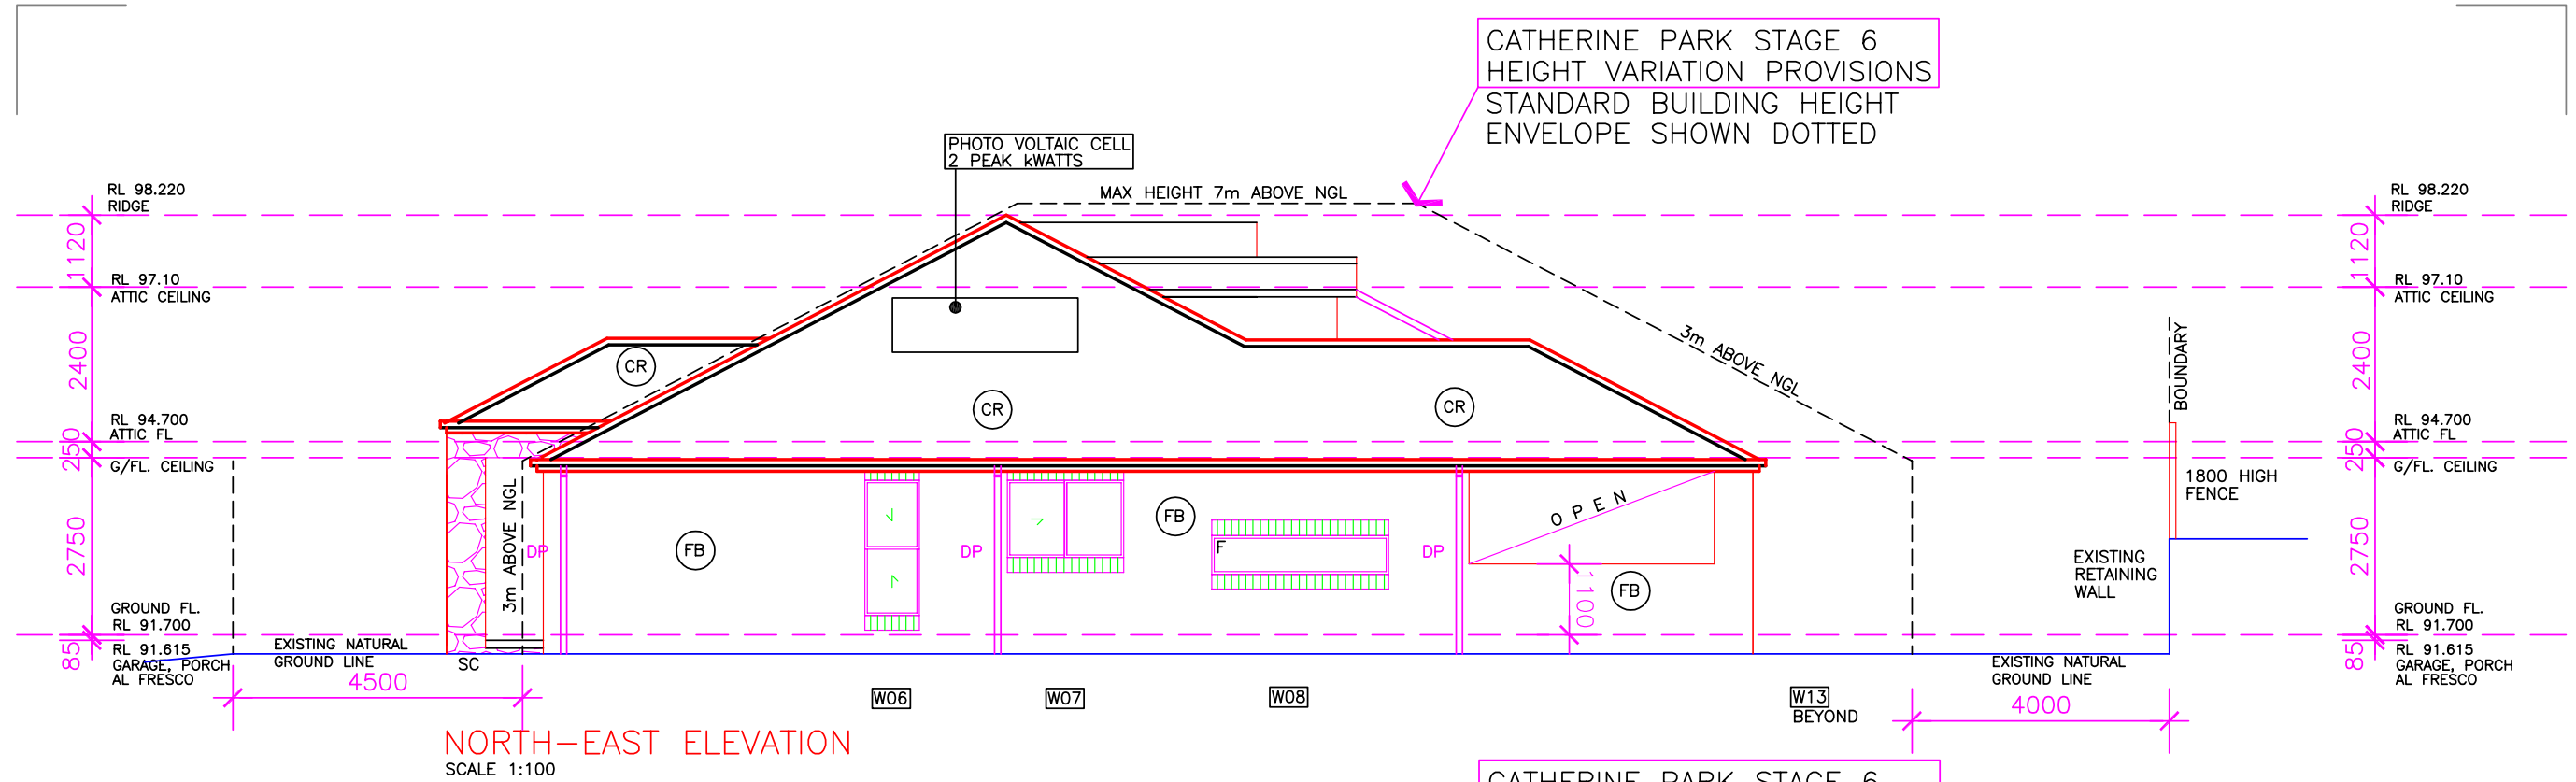 CATHERINE PARK STAGE 6
HEIGHT VARIATION PROVISIONS
STANDARD BUILDING HEIGHT
ENVELOPE SHOWN DOTTED
PHOTO VOLTAIC CELL
2 PEAK kWATTS
MAX HEIGHT 7m ABOVE NGL
RL 98.220
RIDGE
1120
RL 97.10
ATTIC CEILING
2400
RL 94.700
ATTIC FL
250
G/FL. CEILING
2750
GROUND FL.
RL 91.700
85
RL 91.615
GARAGE, PORCH
AL FRESCO
EXISTING NATURAL
GROUND LINE
4500
SC
3m ABOVE NGL
CR
CR
CR
DP
FB
DP
FB
F
DP
O P E N
1100
FB
3m ABOVE NGL
BOUNDARY
1800 HIGH
FENCE
EXISTING
RETAINING
WALL
EXISTING NATURAL
GROUND LINE
4000
W06
W07
W08
W13
BEYOND
RL 98.220
RIDGE
1120
RL 97.10
ATTIC CEILING
2400
RL 94.700
ATTIC FL
250
G/FL. CEILING
2750
GROUND FL.
RL 91.700
85
RL 91.615
GARAGE, PORCH
AL FRESCO
NORTH-EAST ELEVATION
SCALE 1:100
CATHERINE PARK STAGE 6